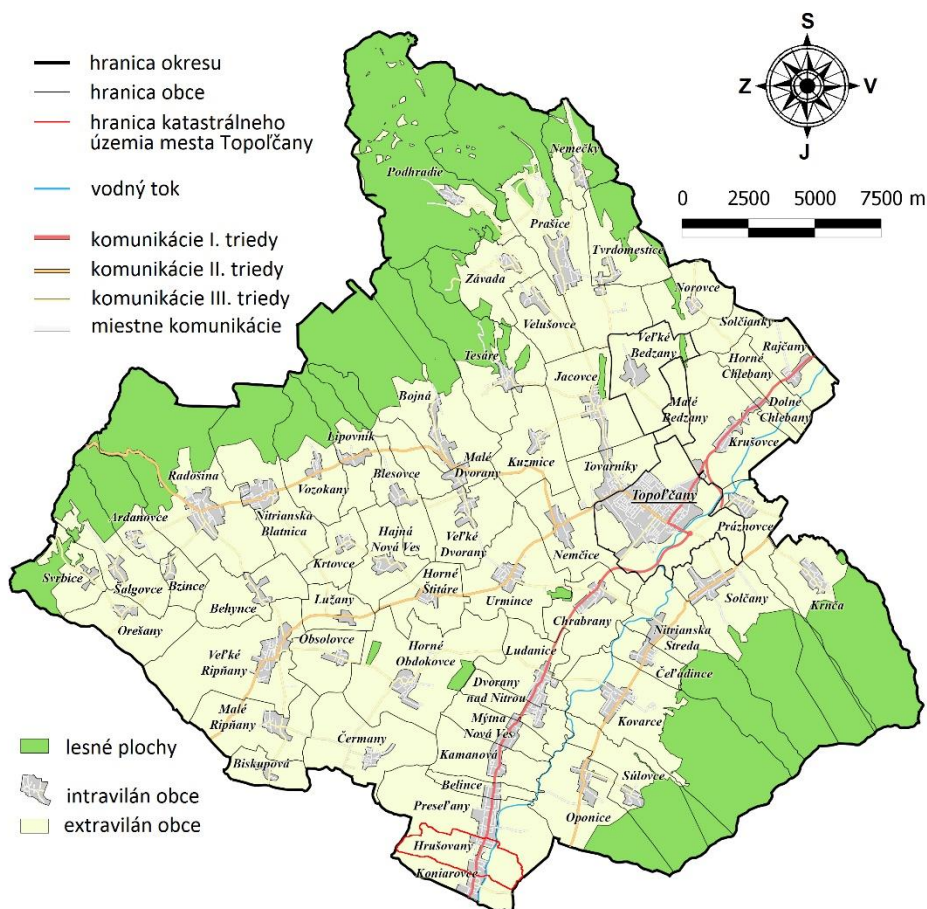 hranica okresu
hranica obce
hranica katastrálneho
územia mesta Topoľčany
vodný tok
komunikácie I. triedy
komunikácie II. triedy
komunikácie III. triedy
miestne komunikácie
S
Z
V
J
0 2500 5000 7500 m
Nemečky
Podhradie
Prašice
Tvrdomestice
Závada
Norovce
Velušovce
Solčianky
Veľké
Bedzany
Rajčany
Tesáre
Horné
Chlebany
Jacovce
Bojná
Malé
Bedzany
Dolné
Chlebany
Krušovce
Lipovník
Kuzmice
Malé
Dvorany
Tovarníky
Radošina
Blesovce
Vozokany
Topoľčany
Ardanovce
Nitrianska
Blatnica
Hajná
Nová Ves
Veľké
Dvorany
Práznovce
Nemčice
Svrbice
Šalgovce
Bzince
Krtovce
Horné
Štitáre
Behynce
Lužany
Urmince
Solčany
Krnča
Orešany
Chrabrany
Obsolovce
Nitrianska
Streda
Veľké
Ripňany
Horné
Obdokovce
Ludanice
Čeľadince
Dvorany
nad Nitrou
Malé
Ripňany
Mýtna
Nová Ves
Kovarce
Čermany
Kamanová
Biskupová
Súlovce
Belince
Preseľany
Oponice
Hrušovany
Koniarovce
lesné plochy
intravilán obce
extravilán obce